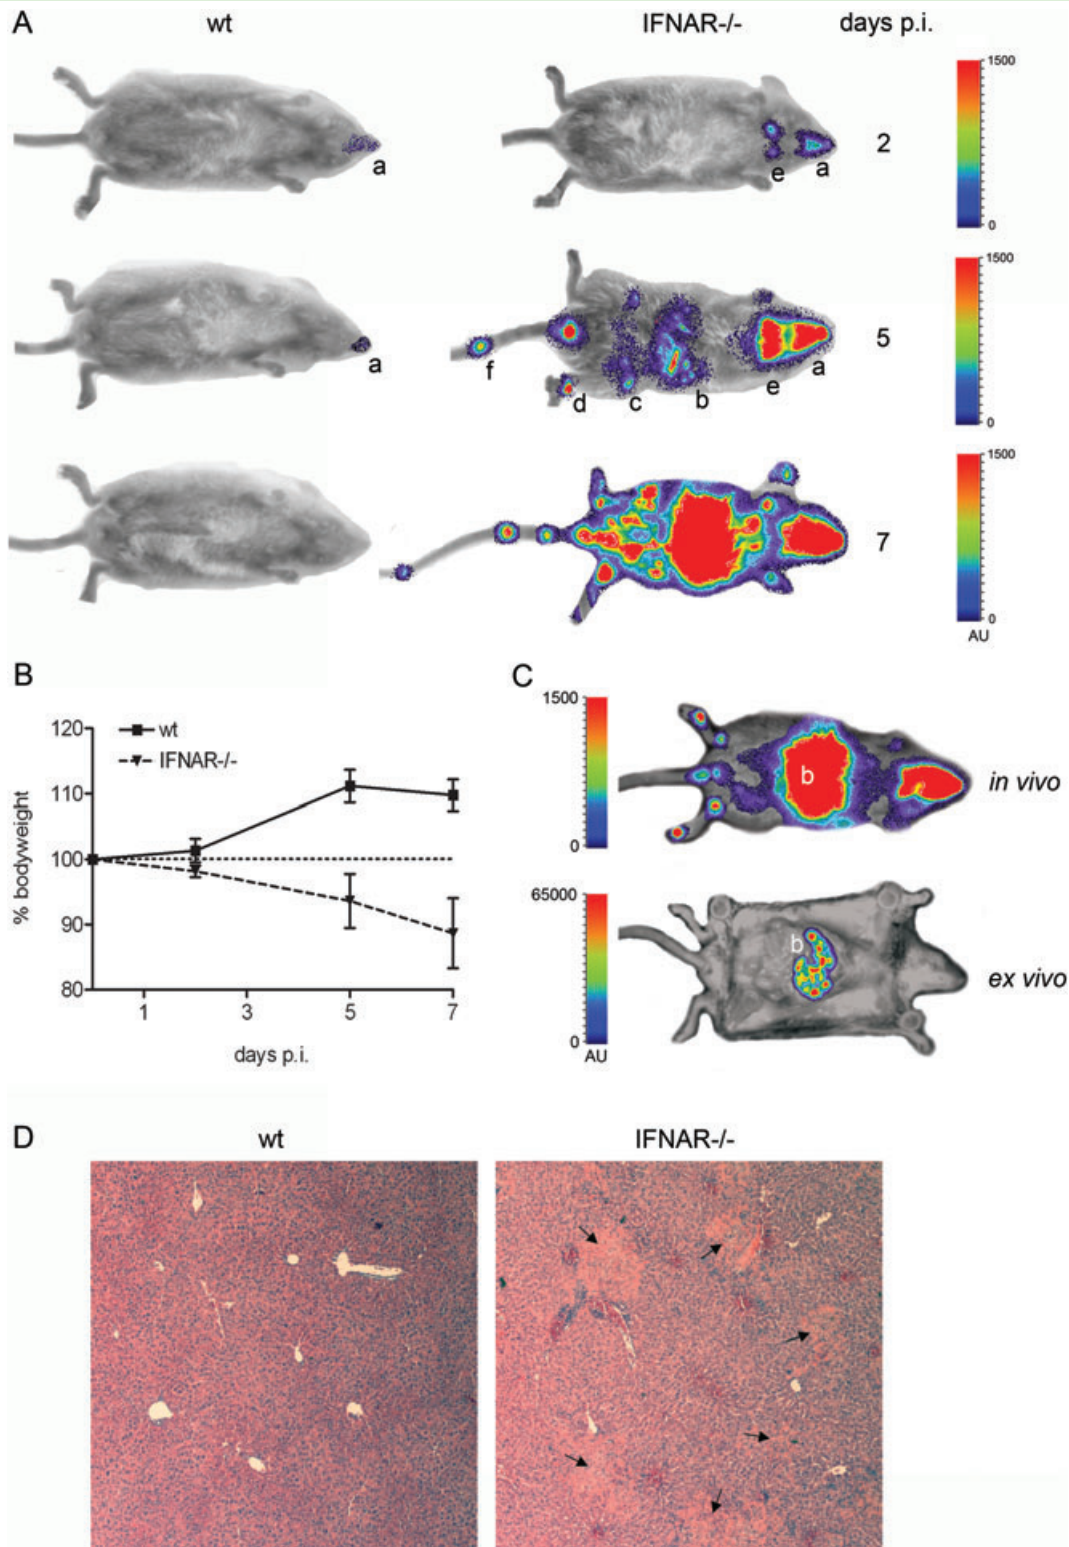 A wt IFNAR-/- days p.i.
1500
a e a 2
0
1500
5
a f d c b e a
0
1500
7
0
AU
B
120
wt
IFNAR-/-
110
100
90
80
% bodyweight
1 3 5 7
days p.i.
C
1500
b
in vivo
0
65000
b
ex vivo
0
AU
D wt IFNAR-/-